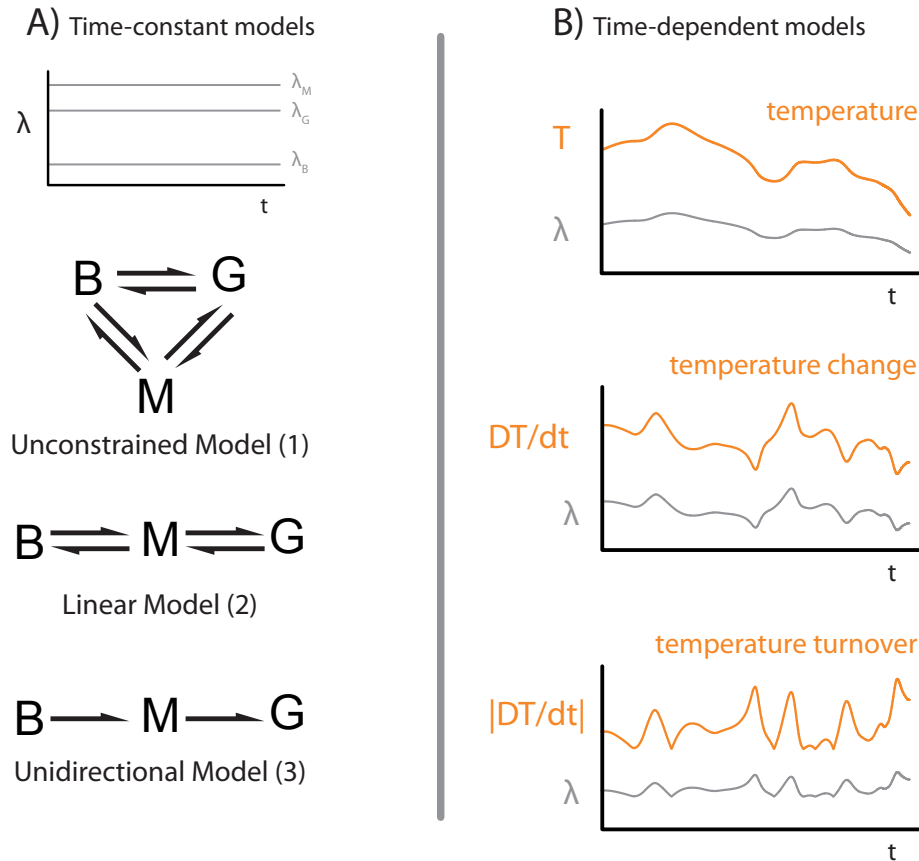 A) Time-constant models
λM
λG
λ
λB
t
B G
M
Unconstrained Model (1)
B M G
Linear Model (2)
B M G
Unidirectional Model (3)
B) Time-dependent models
temperature
T
λ
t
temperature change
DT/dt
λ
t
temperature turnover
|DT/dt|
λ
t